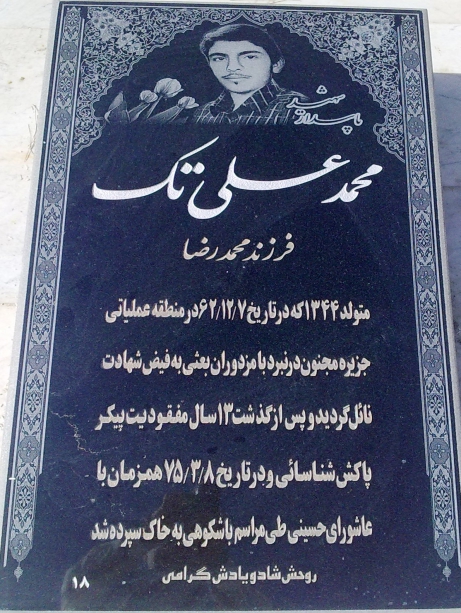 شهید
پاسدار
محمد علی تک
فرزند محمدرضا
متولد ۱۳۴۴ که در تاریخ ۶۲/۱۲/۷ در منطقه عملیاتی
جزیره مجنون در نبرد با مزدوران بعثی به فیض شهادت
نائل گردید و پس از گذشت ۱۳ سال مفقودیت پیکر
پاکش شناسائی و در تاریخ ۷۵/۳/۸ همزمان با
عاشورای حسینی طی مراسم باشکوهی به خاک سپرده شد
روحش شاد و یادش گرامی
۱۸